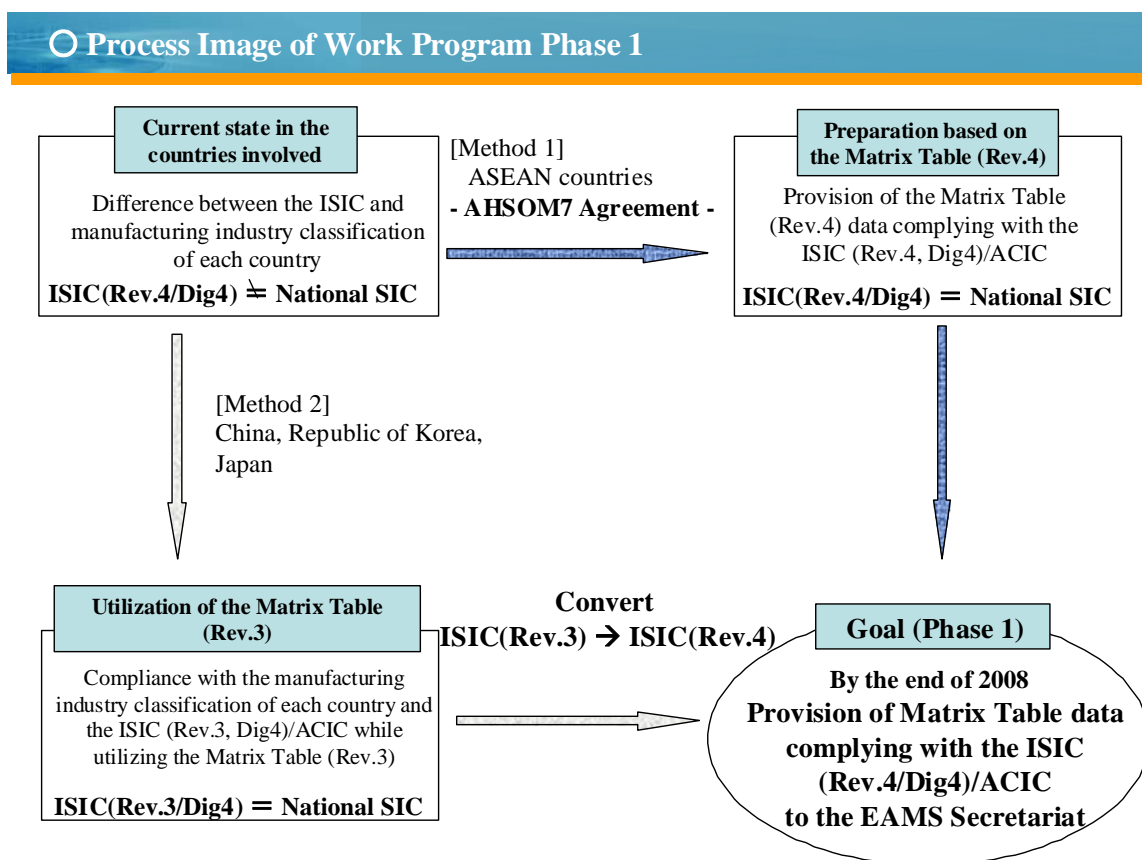 O Process Image of Work Program Phase 1
Current state in the
countries involved
Difference between the ISIC and
manufacturing industry classification
of each country
ISIC(Rev.4/Dig4) ≠ National SIC
[Method 1]
ASEAN countries
- AHSOM7 Agreement -
Preparation based on
the Matrix Table (Rev.4)
Provision of the Matrix Table
(Rev.4) data complying with the
ISIC (Rev.4, Dig4)/ACIC
ISIC(Rev.4/Dig4) = National SIC
[Method 2]
China, Republic of Korea,
Japan
Utilization of the Matrix Table
(Rev.3)
Compliance with the manufacturing
industry classification of each country and
the ISIC (Rev.3, Dig4)/ACIC while
utilizing the Matrix Table (Rev.3)
ISIC(Rev.3/Dig4) = National SIC
Convert
ISIC(Rev.3) → ISIC(Rev.4)
Goal (Phase 1)
By the end of 2008
Provision of Matrix Table data
complying with the ISIC
(Rev.4/Dig4)/ACIC
to the EAMS Secretariat